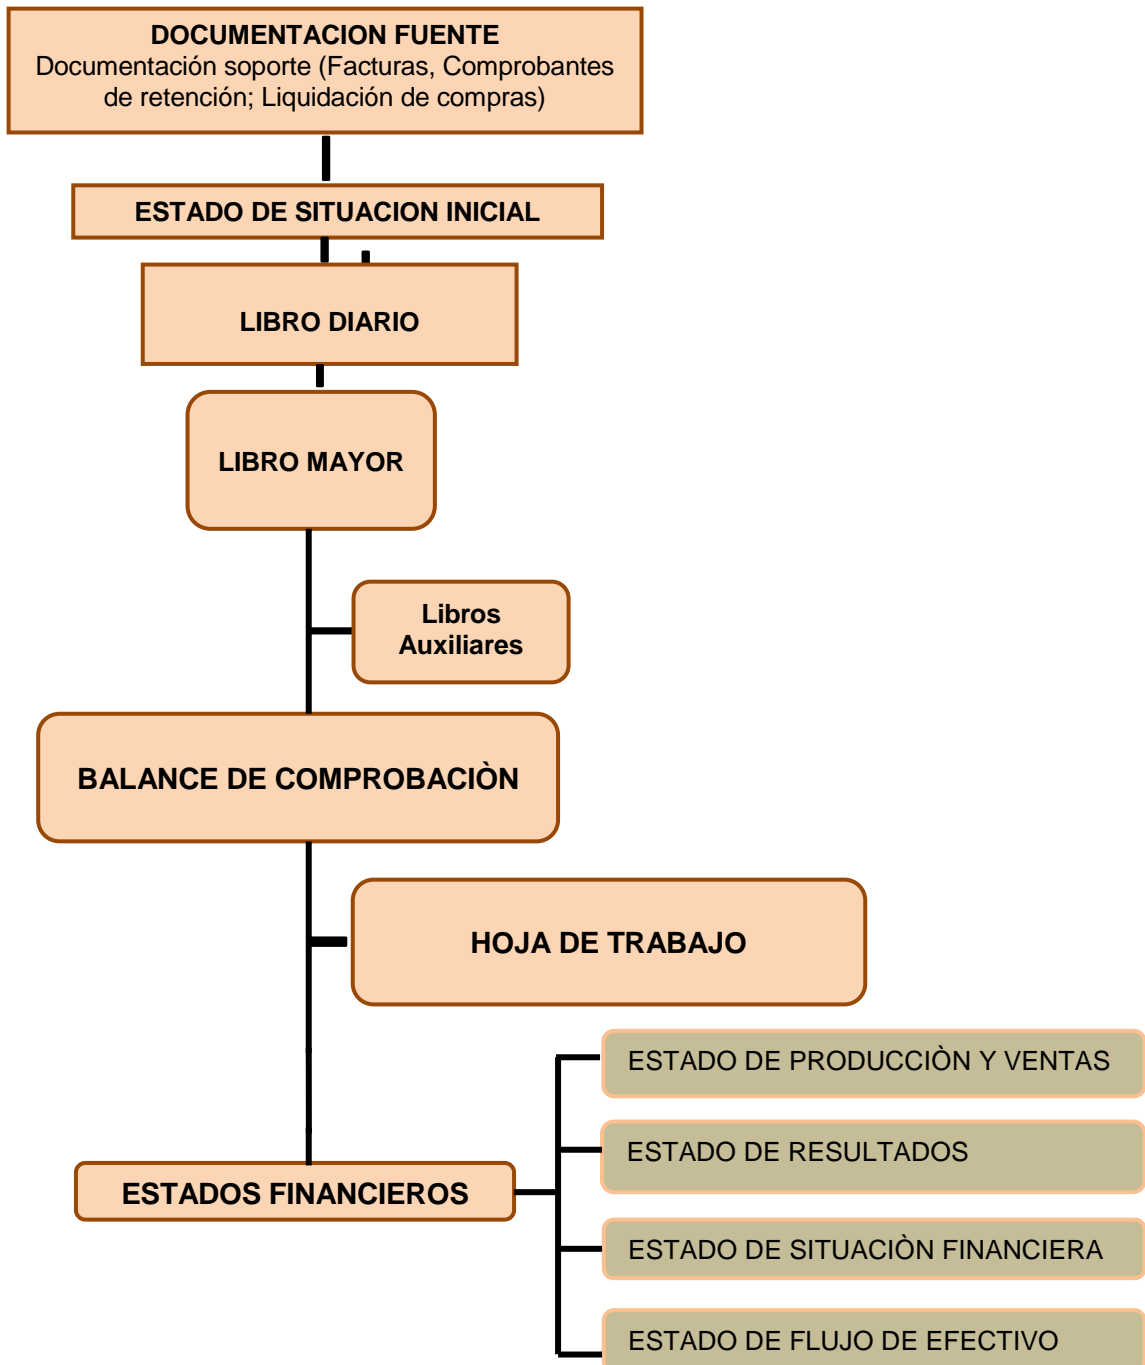 DOCUMENTACION FUENTE
Documentación soporte (Facturas, Comprobantes
de retención; Liquidación de compras)
ESTADO DE SITUACION INICIAL
LIBRO DIARIO
LIBRO MAYOR
Libros
Auxiliares
BALANCE DE COMPROBACIÒN
HOJA DE TRABAJO
ESTADOS FINANCIEROS
ESTADO DE PRODUCCIÒN Y VENTAS
ESTADO DE RESULTADOS
ESTADO DE SITUACIÒN FINANCIERA
ESTADO DE FLUJO DE EFECTIVO